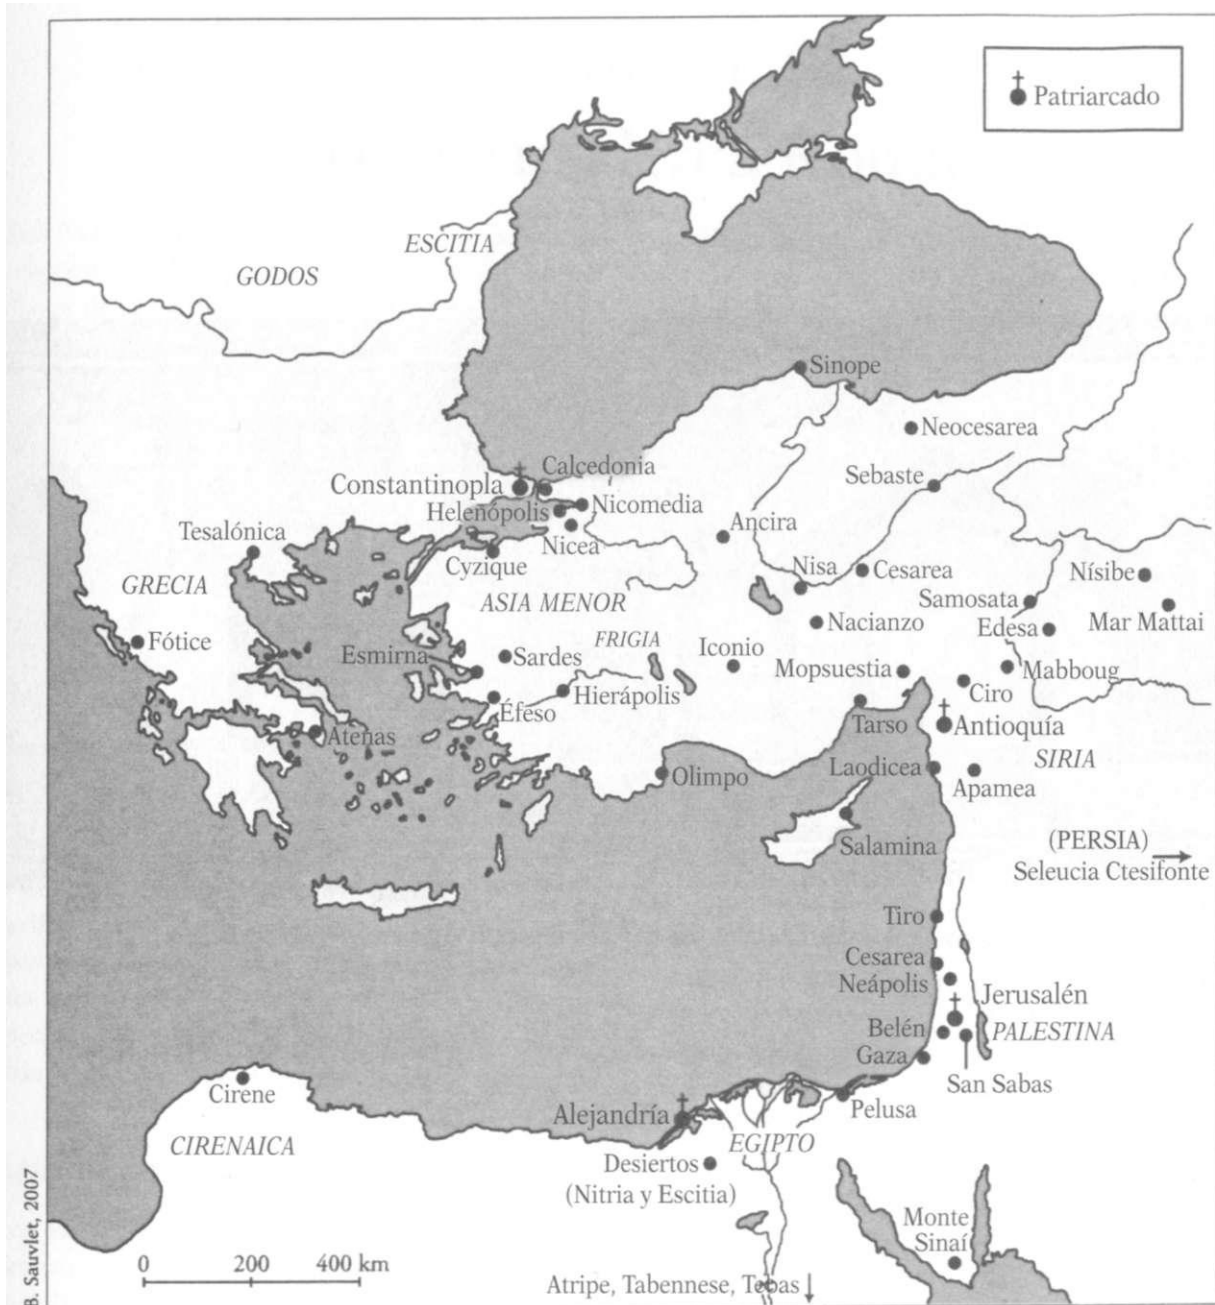 Patriarcado
ESCITIA
GODOS
Sinope
Neocesarea
Sebaste
Calcedonia
Constantinopla
Nicomedia
Helenópolis
Nicea
Ancira
Tesalónica
Cyzique
Nisa
Cesarea
Nísibe
GRECIA
ASIA MENOR
Samosata
Mar Mattai
Nacianzo
Edesa
Fótice
FRIGIA
Iconio
Esmirna
Sardes
Mopsuestia
Mabboug
Hierápolis
Ciro
Éfeso
Tarso
Antioquía
Atenas
SIRIA
Olimpo
Laodicea
Apamea
Salamina
(PERSIA)
Seleucia Ctesifonte
Tiro
Cesarea
Neápolis
Jerusalén
Belén
PALESTINA
Gaza
San Sabas
Cirene
Pelusa
Alejandría
CIRENAICA
EGIPTO
Desiertos
(Nitria y Escitia)
Monte
Sinaí
0 200 400 km
Atripe, Tabennese, Tebas
B. Sauvlet, 2007